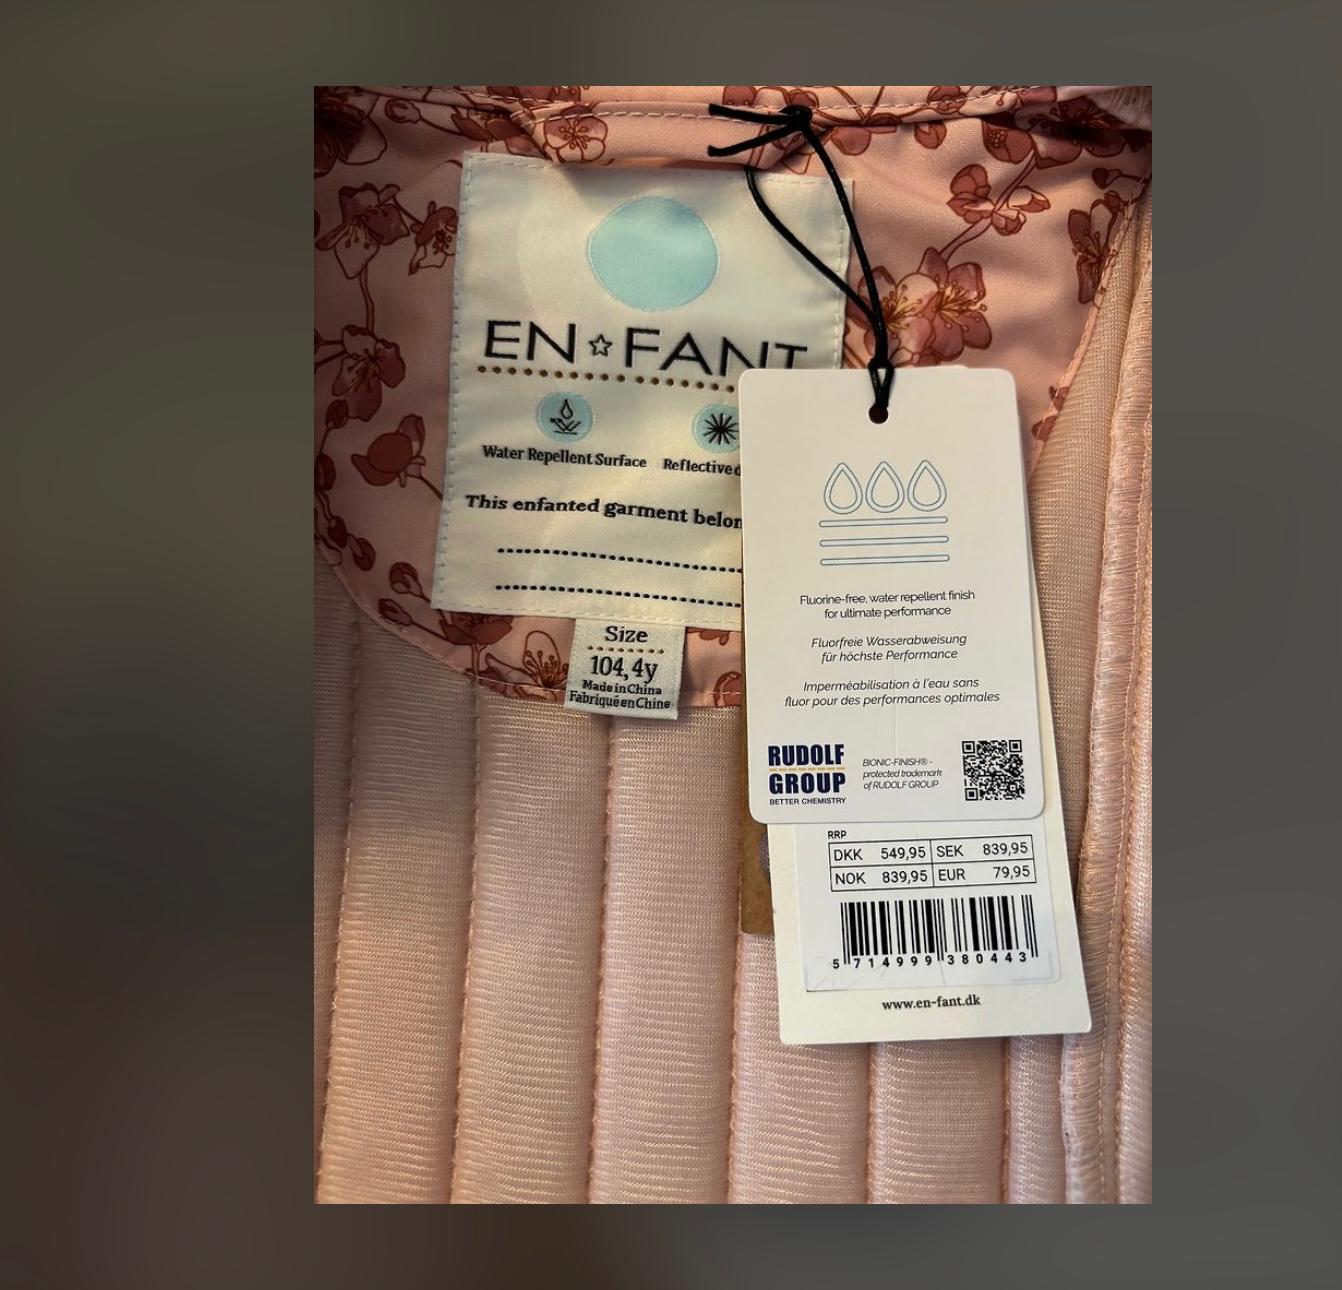 EN☆FANT
Water Repellent Surface
Reflective
This enfanted garment
Size
104, 4y
Made in China
Fabriqué en Chine
Fluorine-free, water repellent finish
for ultimate performance
Fluorfreie Wasserabweisung
für höchste Performance
Imperméabilisation à l'eau sans
fluor pour des performances optimales
RUDOLF
GROUP
BETTER CHEMISTRY
BIONIC-FINISH® -
protected trademark
of RUDOLF GROUP
RRP
DKK 549,95 SEK 839,95
NOK 839,95 EUR 79,95
5 714999 380443
www.en-fant.dk